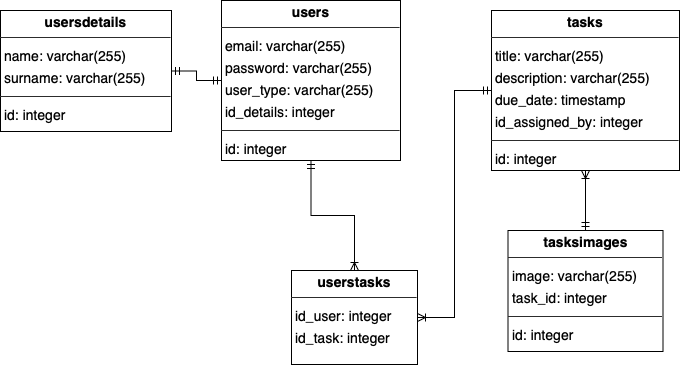 usersdetails
name: varchar(255)
surname: varchar(255)
id: integer
users
email: varchar(255)
password: varchar(255)
user_type: varchar(255)
id_details: integer
id: integer
tasks
title: varchar(255)
description: varchar(255)
due_date: timestamp
id_assigned_by: integer
id: integer
userstasks
id_user: integer
id_task: integer
tasksimages
image: varchar(255)
task_id: integer
id: integer